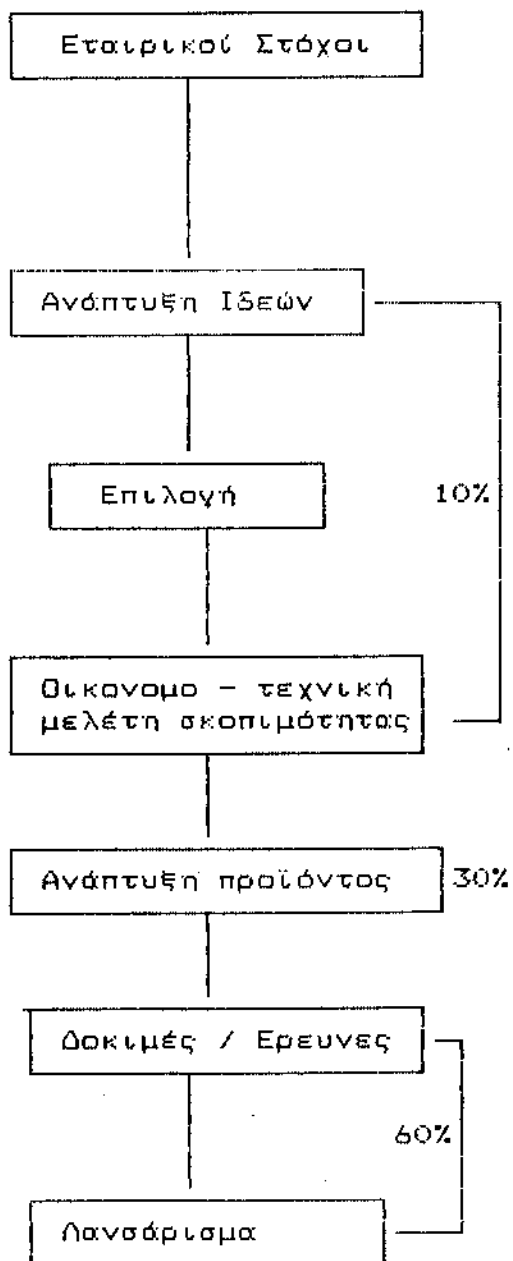 Εταιρικοί Στόχοι
Ανάπτυξη Ιδεών
Επιλογή
10%
Οικονομο - τεχνική
μελέτη σκοπιμότητας
Ανάπτυξη προϊόντος 30%
Δοκιμές / Ερευνες
60%
Λανσάρισμα